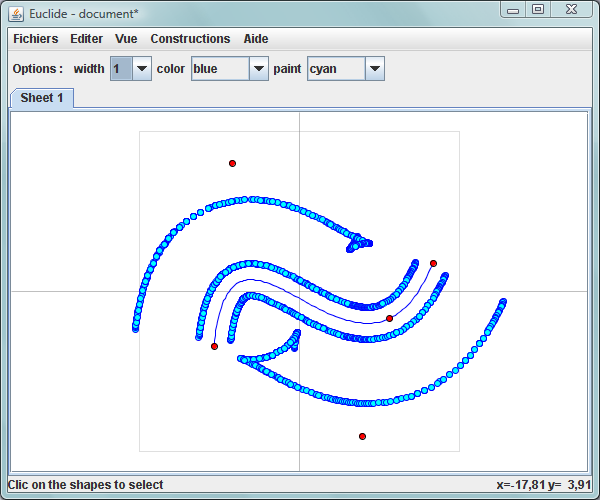 Euclide - document*
Fichiers Editer Vue Constructions Aide
Options : width 1 color blue paint cyan
Sheet 1
Clic on the shapes to select x=-17,81 y= 3,91